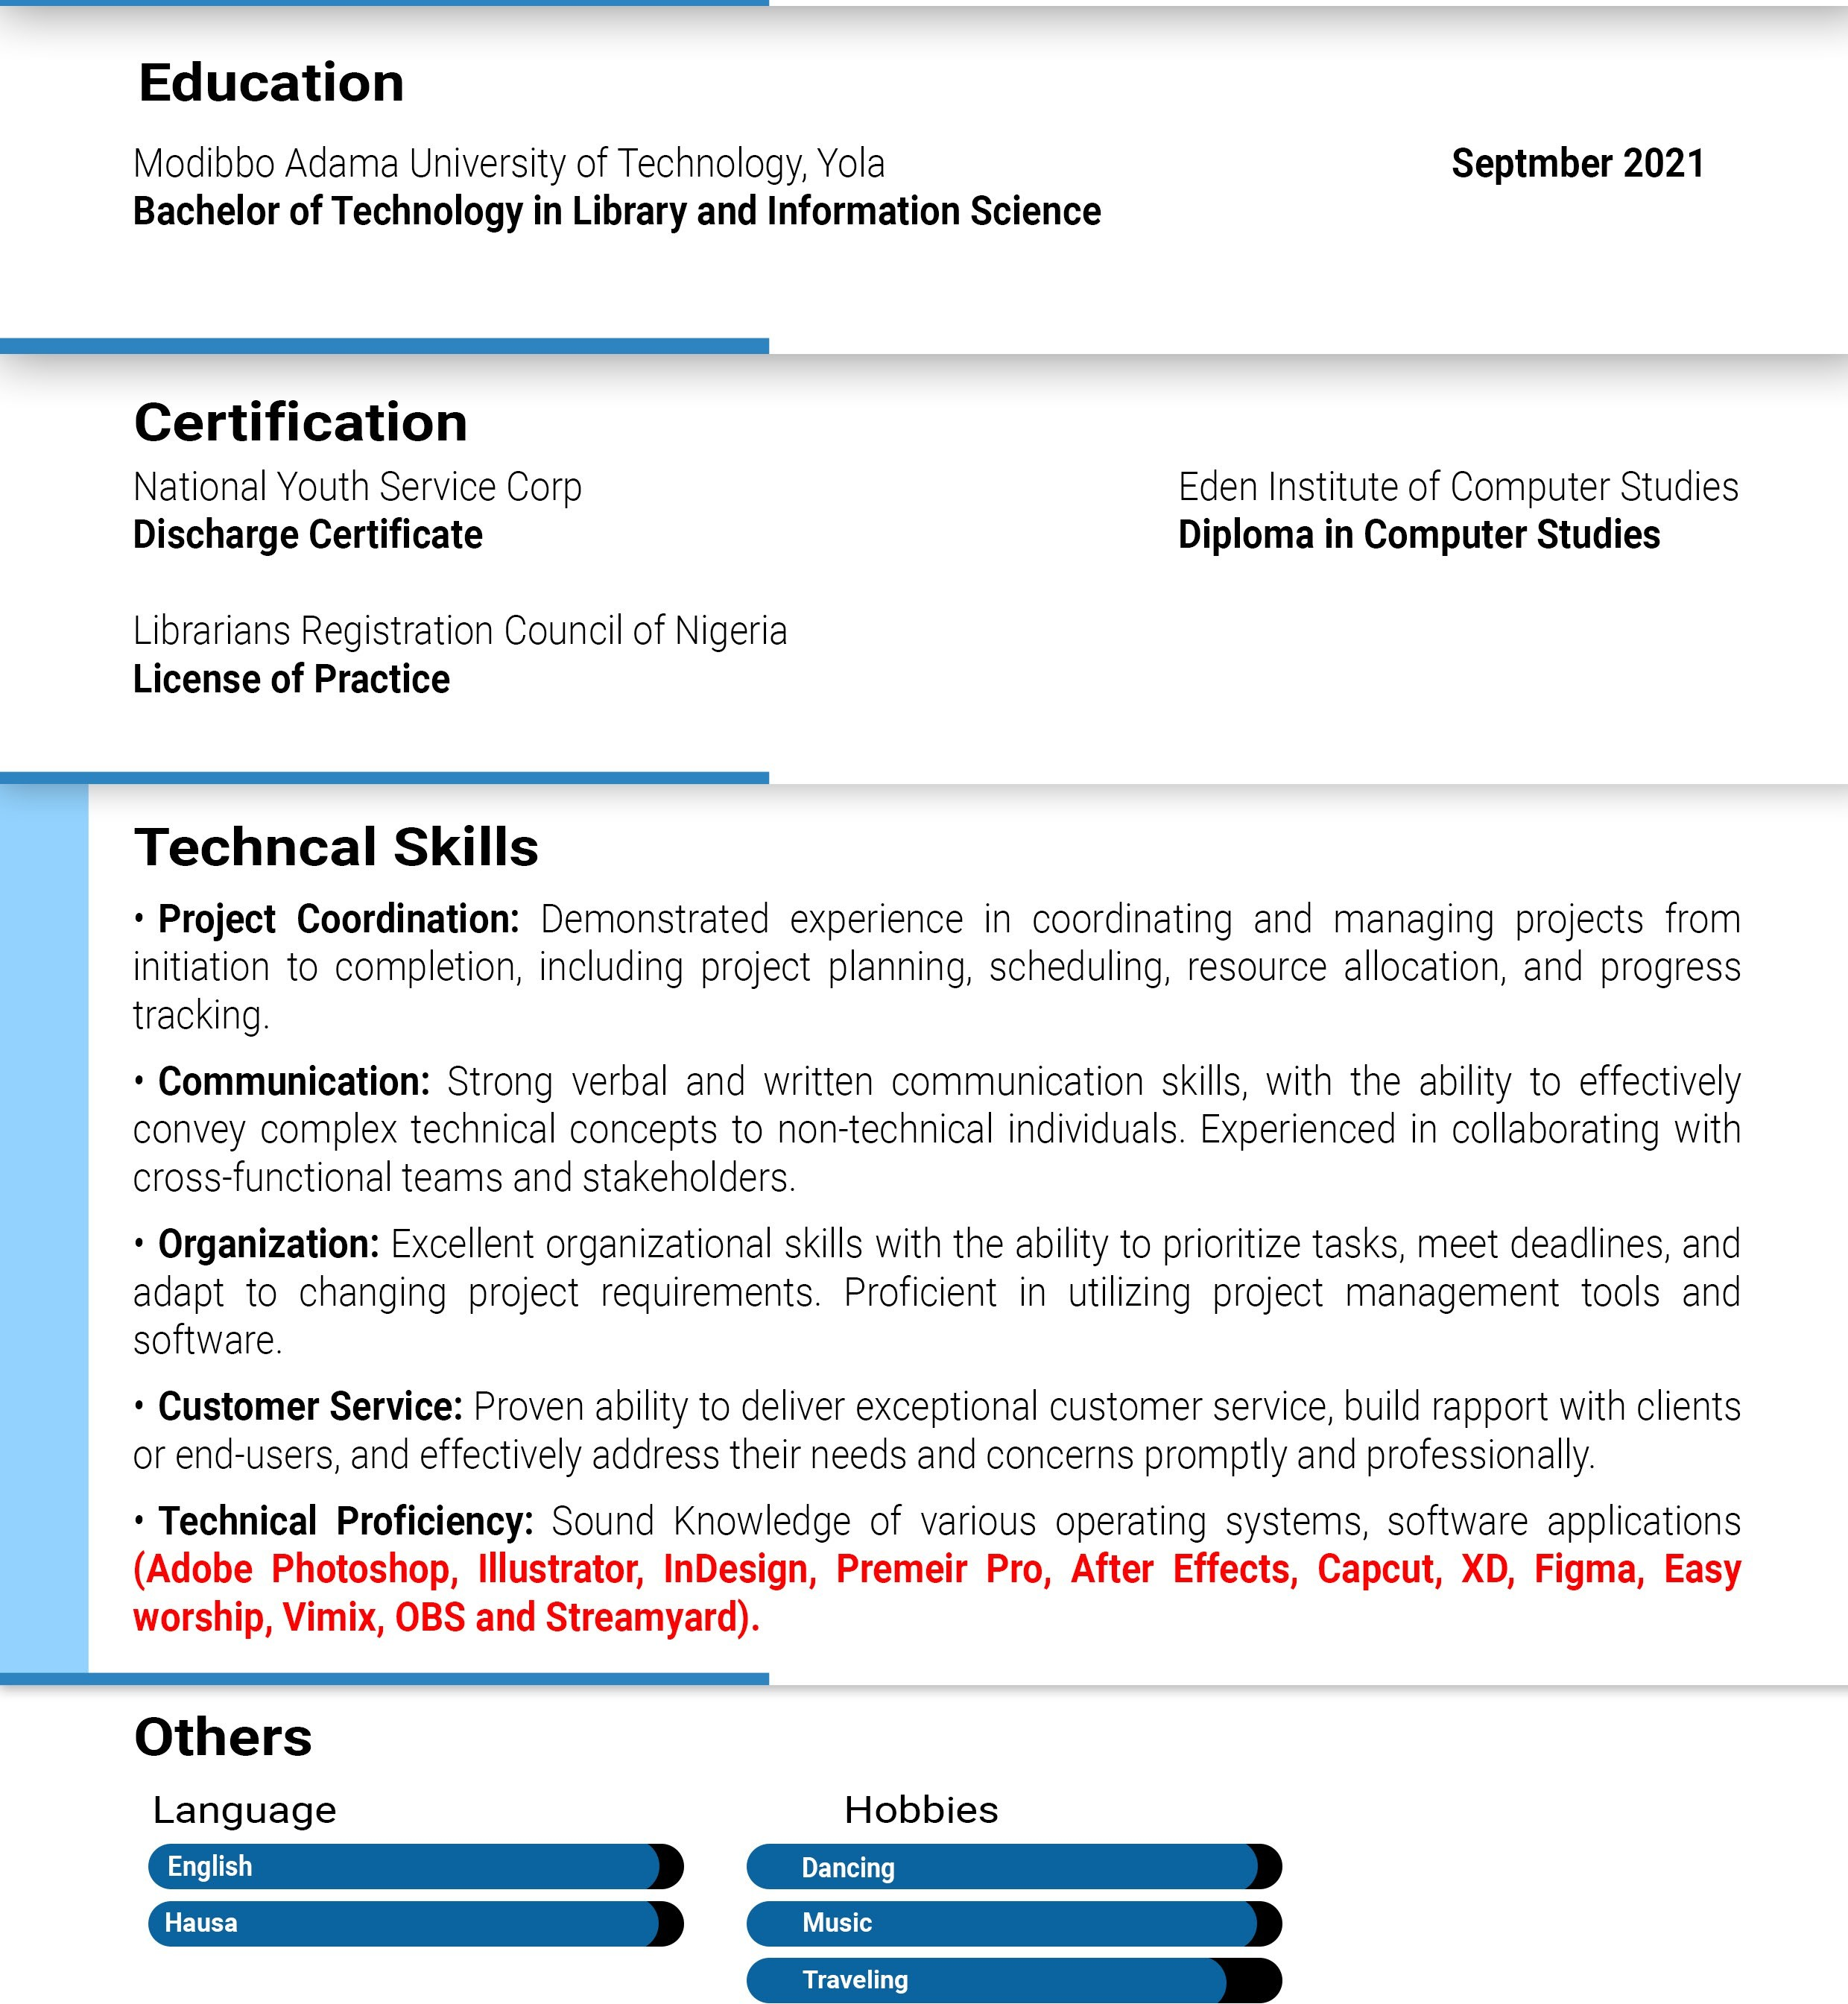 Education
Modibbo Adama University of Technology, Yola
Septmber 2021
Bachelor of Technology in Library and Information Science
Certification
National Youth Service Corp
Discharge Certificate
Eden Institute of Computer Studies
Diploma in Computer Studies
Librarians Registration Council of Nigeria
License of Practice
Techncal Skills
• Project Coordination: Demonstrated experience in coordinating and managing projects from
initiation to completion, including project planning, scheduling, resource allocation, and progress
tracking.
• Communication: Strong verbal and written communication skills, with the ability to effectively
convey complex technical concepts to non-technical individuals. Experienced in collaborating with
cross-functional teams and stakeholders.
• Organization: Excellent organizational skills with the ability to prioritize tasks, meet deadlines, and
adapt to changing project requirements. Proficient in utilizing project management tools and
software.
• Customer Service: Proven ability to deliver exceptional customer service, build rapport with clients
or end-users, and effectively address their needs and concerns promptly and professionally.
• Technical Proficiency: Sound Knowledge of various operating systems, software applications
(Adobe Photoshop, Illustrator, InDesign, Premeir Pro, After Effects, Capcut, XD, Figma, Easy
worship, Vimix, OBS and Streamyard).
Others
Language
English
Hausa
Hobbies
Dancing
Music
Traveling